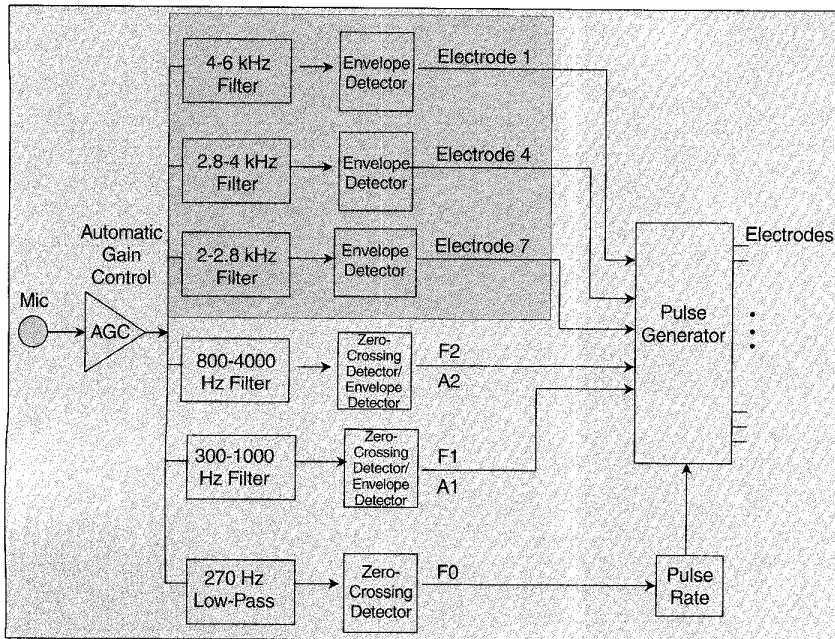 4-6 kHz
Filter
Envelope
Detector
Electrode 1
2.8-4 kHz
Filter
Envelope
Detector
Electrode 4
Automatic
Gain
Control
2-2.8 kHz
Filter
Envelope
Detector
Electrode 7
Electrodes
Mic
AGC
Pulse
Generator
800-4000
Hz Filter
Zero-
Crossing
Detector/
Envelope
Detector
F2
A2
300-1000
Hz Filter
Zero-
Crossing
Detector/
Envelope
Detector
F1
A1
270 Hz
Low-Pass
Zero-
Crossing
Detector
F0
Pulse
Rate